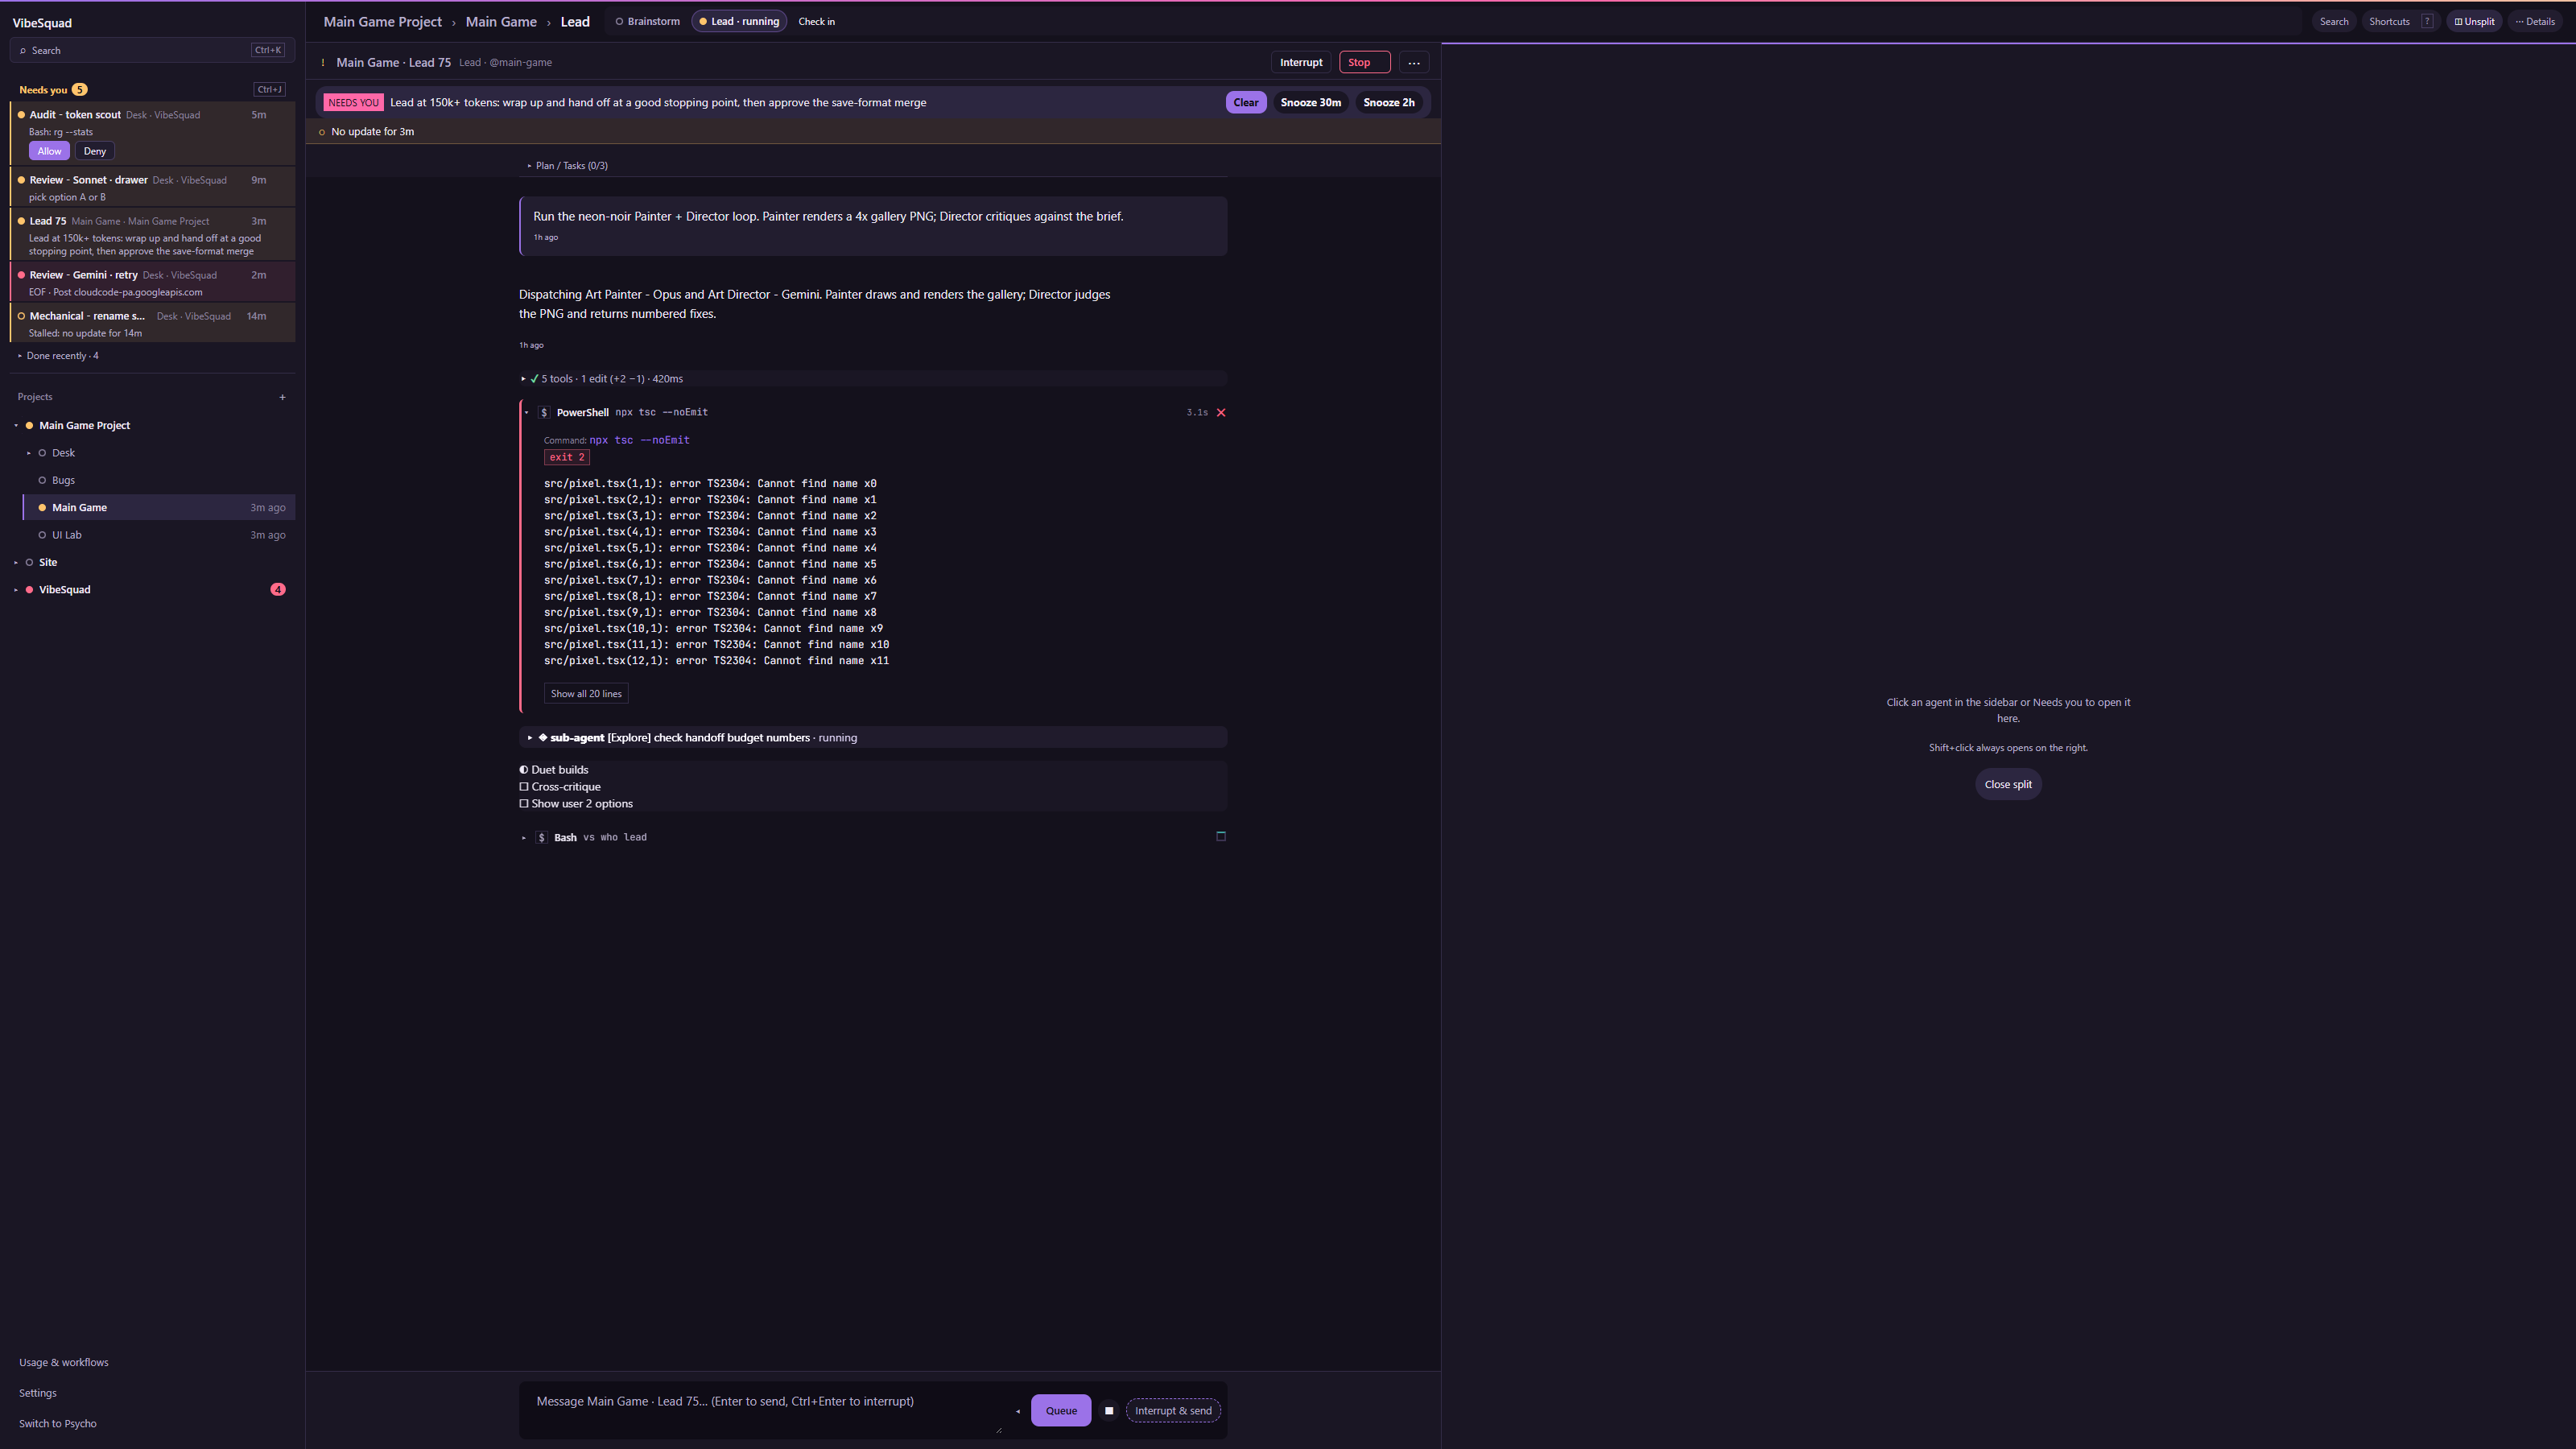 VibeSquad
Search Ctrl+K
Needs you 5 Ctrl+J
Audit - token scout Desk · VibeSquad 5m
Bash: rg --stats
Allow Deny
Review - Sonnet · drawer Desk · VibeSquad 9m
pick option A or B
Lead 75 Main Game · Main Game Project 3m
Lead at 150k+ tokens: wrap up and hand off at a good
stopping point, then approve the save-format merge
Review - Gemini · retry Desk · VibeSquad 2m
EOF · Post cloudcode-pa.googleapis.com
Mechanical - rename s... Desk · VibeSquad 14m
Stalled: no update for 14m
Done recently · 4
Projects +
Main Game Project
Desk
Bugs
Main Game 3m ago
UI Lab 3m ago
Site
VibeSquad 4
Usage & workflows
Settings
Switch to Psycho
Main Game Project › Main Game › Lead Brainstorm Lead · running Check in
Search Shortcuts ? Unsplit ··· Details
! Main Game · Lead 75 Lead · @main-game Interrupt Stop ...
NEEDS YOU Lead at 150k+ tokens: wrap up and hand off at a good stopping point, then approve the save-format merge Clear Snooze 30m Snooze 2h
No update for 3m
Plan / Tasks (0/3)
Run the neon-noir Painter + Director loop. Painter renders a 4x gallery PNG; Director critiques against the brief.
1h ago
Dispatching Art Painter - Opus and Art Director - Gemini. Painter draws and renders the gallery; Director judges
the PNG and returns numbered fixes.
1h ago
✓ 5 tools · 1 edit (+2 −1) · 420ms
$ PowerShell npx tsc --noEmit 3.1s ✕
Command: npx tsc --noEmit
exit 2
src/pixel.tsx(1,1): error TS2304: Cannot find name x0
src/pixel.tsx(2,1): error TS2304: Cannot find name x1
src/pixel.tsx(3,1): error TS2304: Cannot find name x2
src/pixel.tsx(4,1): error TS2304: Cannot find name x3
src/pixel.tsx(5,1): error TS2304: Cannot find name x4
src/pixel.tsx(6,1): error TS2304: Cannot find name x5
src/pixel.tsx(7,1): error TS2304: Cannot find name x6
src/pixel.tsx(8,1): error TS2304: Cannot find name x7
src/pixel.tsx(9,1): error TS2304: Cannot find name x8
src/pixel.tsx(10,1): error TS2304: Cannot find name x9
src/pixel.tsx(11,1): error TS2304: Cannot find name x10
src/pixel.tsx(12,1): error TS2304: Cannot find name x11
Show all 20 lines
◆ sub-agent [Explore] check handoff budget numbers · running
◐ Duet builds
☐ Cross-critique
☐ Show user 2 options
$ Bash vs who lead
Message Main Game · Lead 75... (Enter to send, Ctrl+Enter to interrupt) Queue Interrupt & send
Click an agent in the sidebar or Needs you to open it
here.
Shift+click always opens on the right.
Close split